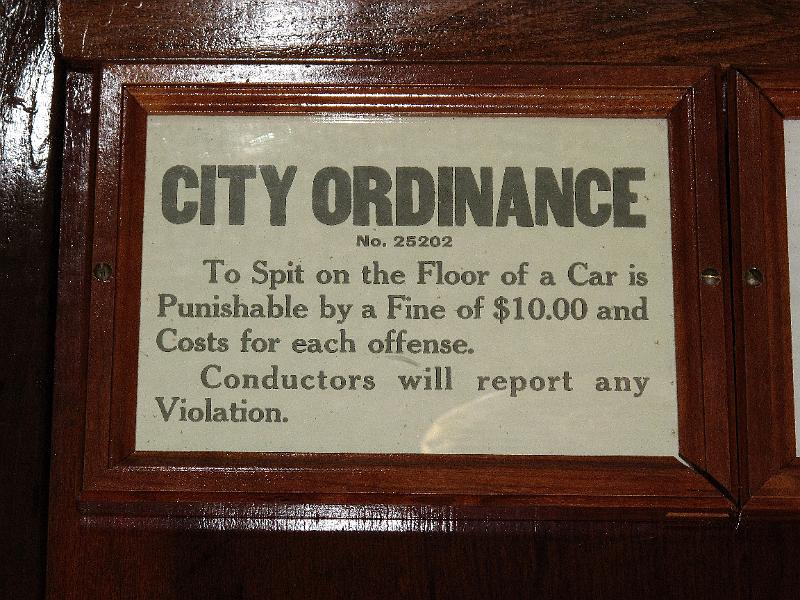 CITY ORDINANCE
No. 25202
To Spit on the Floor of a Car is
Punishable by a Fine of $10.00 and
Costs for each offense.
Conductors will report any
Violation.